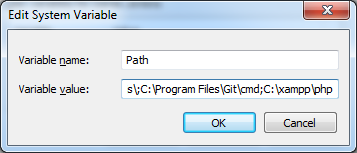 Edit System Variable
Variable name: Path
Variable value: s\;C:\Program Files\Git\cmd;C:\xampp\php
OK Cancel